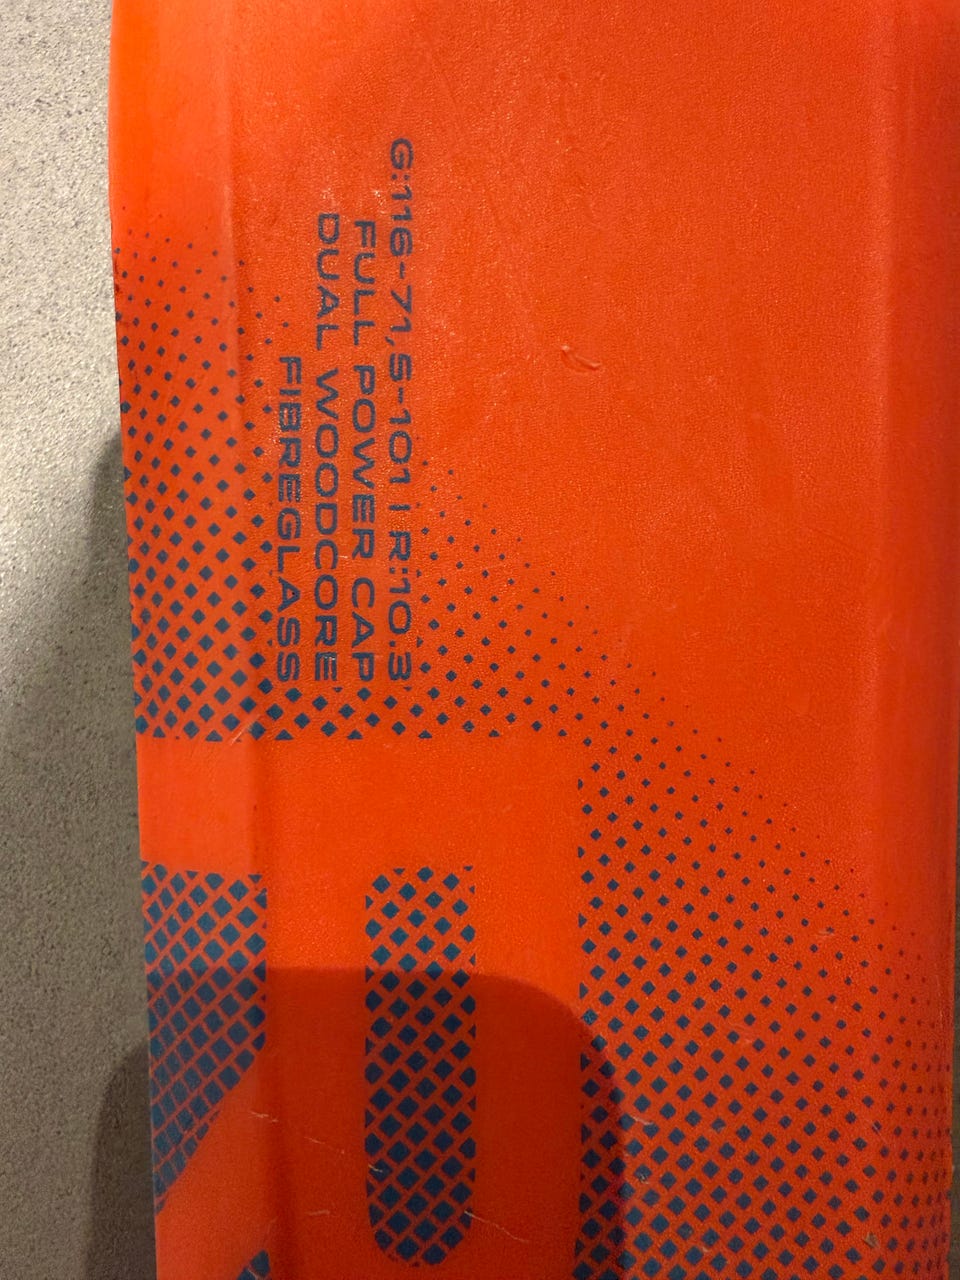 G:116-71,5-101 | R:10.3
FULL POWER CAP
DUAL WOODCORE
FIBREGLASS